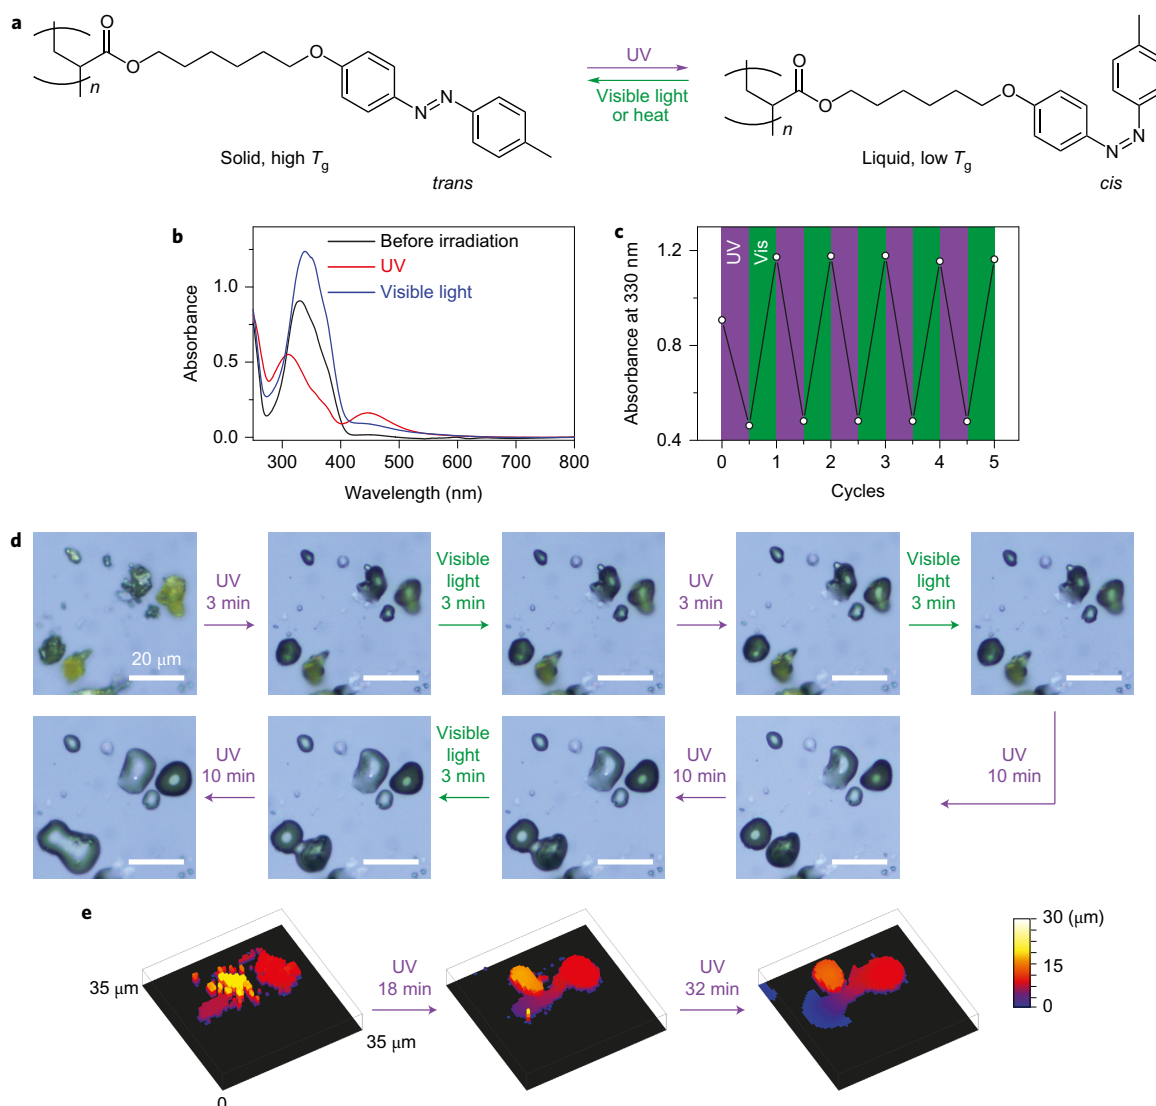 a
O
O
O
N
N
n
Solid, high Tg
trans
UV
Visible light
or heat
O
O
O
N
N
n
Liquid, low Tg
cis
b
Before irradiation
UV
Visible light
1.0
0.5
0.0
Absorbance
300 400 500 600 700 800
Wavelength (nm)
c
UV
Vis
1.2
0.8
0.4
Absorbance at 330 nm
0 1 2 3 4 5
Cycles
d
20 μm
UV
3 min
Visible
light
3 min
UV
3 min
Visible
light
3 min
UV
10 min
UV
10 min
Visible
light
3 min
UV
10 min
e
35 μm
35 μm
0
UV
18 min
UV
32 min
30 (μm)
15
0